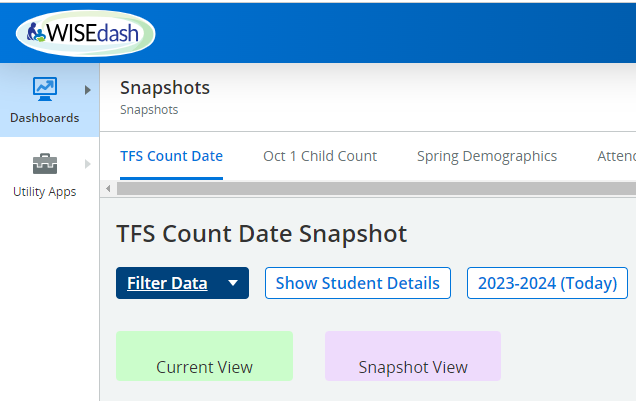 WISEdash
Dashboards
Utility Apps
Snapshots
Snapshots
TFS Count Date Oct 1 Child Count Spring Demographics Atten
TFS Count Date Snapshot
Filter Data Show Student Details 2023-2024 (Today)
Current View Snapshot View